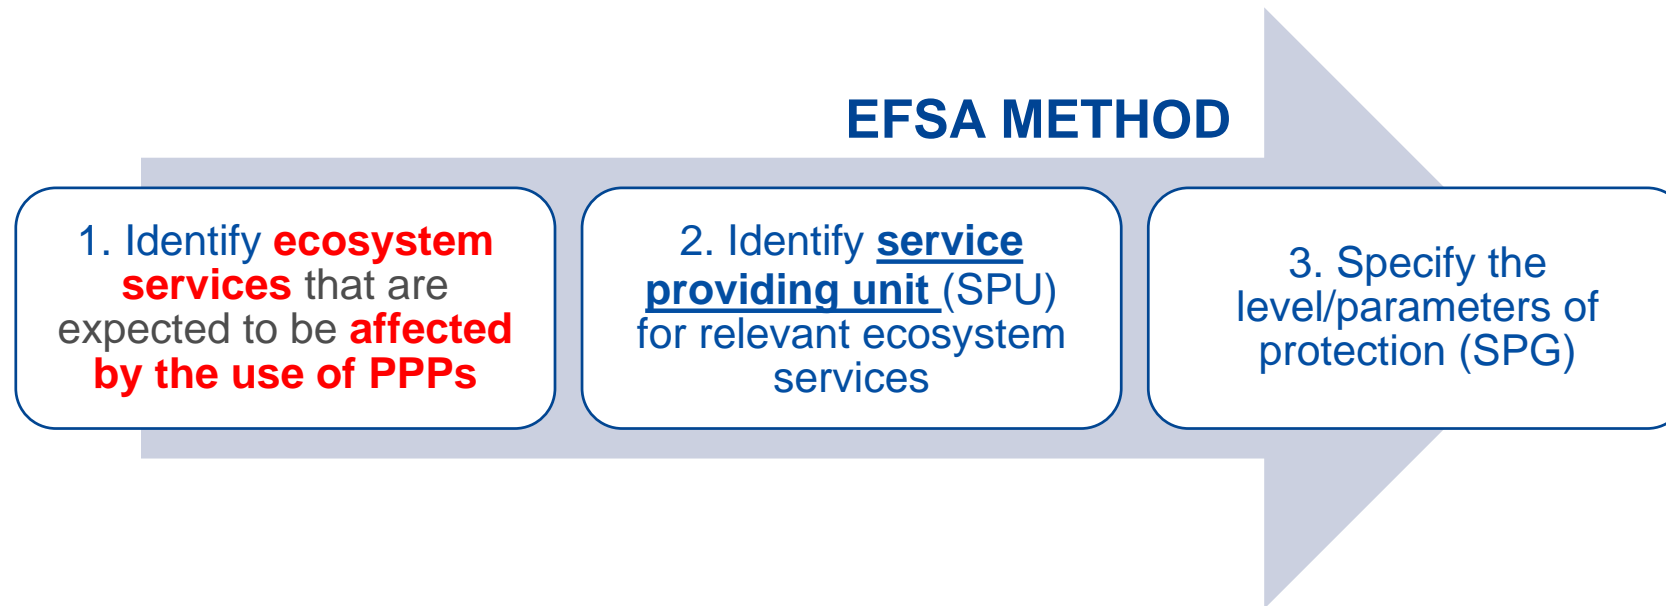 EFSA METHOD
1. Identify ecosystem
services that are
expected to be affected
by the use of PPPs
2. Identify service
providing unit (SPU)
for relevant ecosystem
services
3. Specify the
level/parameters of
protection (SPG)